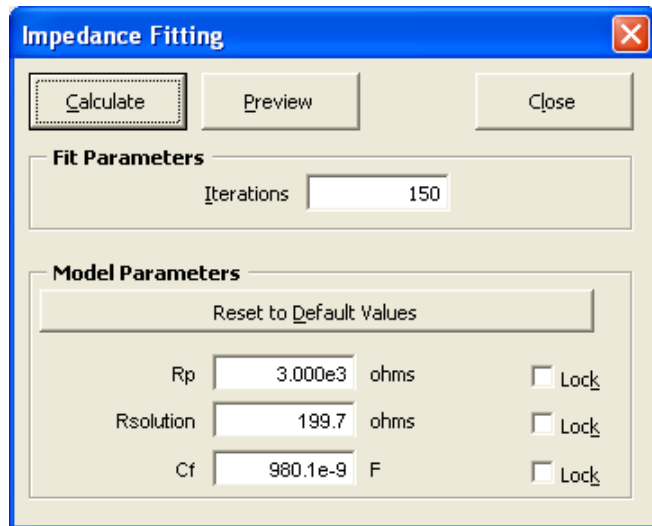 Impedance Fitting
Calculate Preview Close
Fit Parameters
Iterations 150
Model Parameters
Reset to Default Values
Rp 3.000e3 ohms Lock
Rsolution 199.7 ohms Lock
Cf 980.1e-9 F Lock